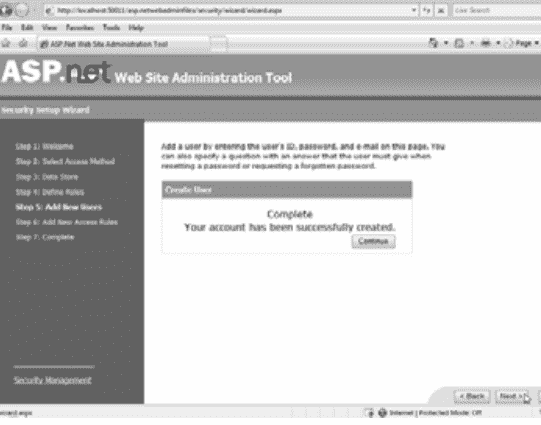 http://localhost:50011/asp.netwebadminfiles/security/wizard/wizard.aspx
Live Search
File Edit View Favorites Tools Help
ASP.Net Web Site Administration Tool
Page
ASP.net Web Site Administration Tool
Security Setup Wizard
Step 1: Welcome
Step 2: Select Access Method
Step 3: Data Store
Step 4: Define Roles
Step 5: Add New Users
Step 6: Add New Access Rules
Step 7: Complete
Add a user by entering the user's ID, password, and e-mail on this page. You
can also specify a question with an answer that the user must give when
resetting a password or requesting a forgotten password.
Create User
Complete
Your account has been successfully created.
Continue
Security Management
< Back Next >
wizard.aspx
Internet | Protected Mode: Off